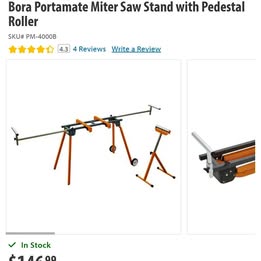 Bora Portamate Miter Saw Stand with Pedestal
Roller
SKU# PM-4000B
4.3 4 Reviews Write a Review
In Stock